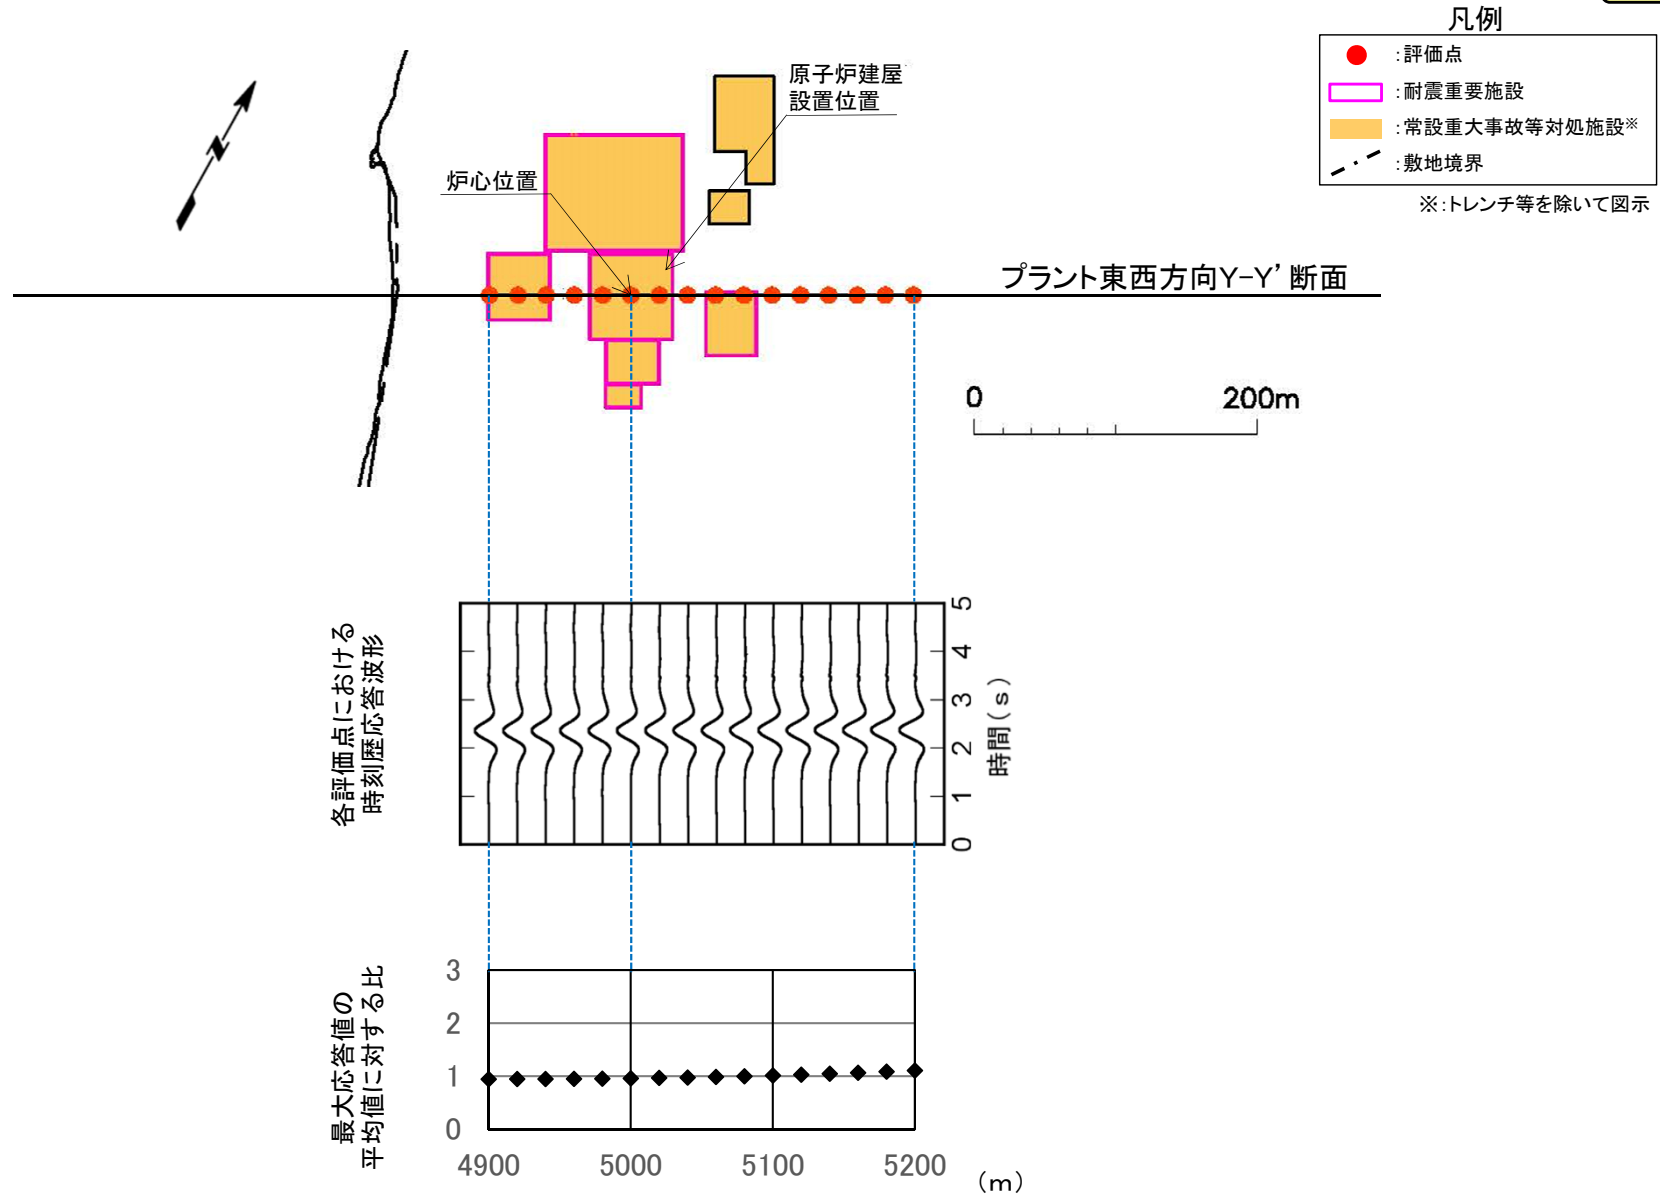 凡例
：評価点
：耐震重要施設
：常設重大事故等対処施設※
：敷地境界
※：トレンチ等を除いて図示
原子炉建屋
設置位置
炉心位置
N
プラント東西方向Y-Y’断面
0 200m
各評価点における
時刻歴応答波形
0 1 2 3 4 5
時間(s)
最大応答値の
平均値に対する比
3
2
1
0
4900 5000 5100 5200
(m)